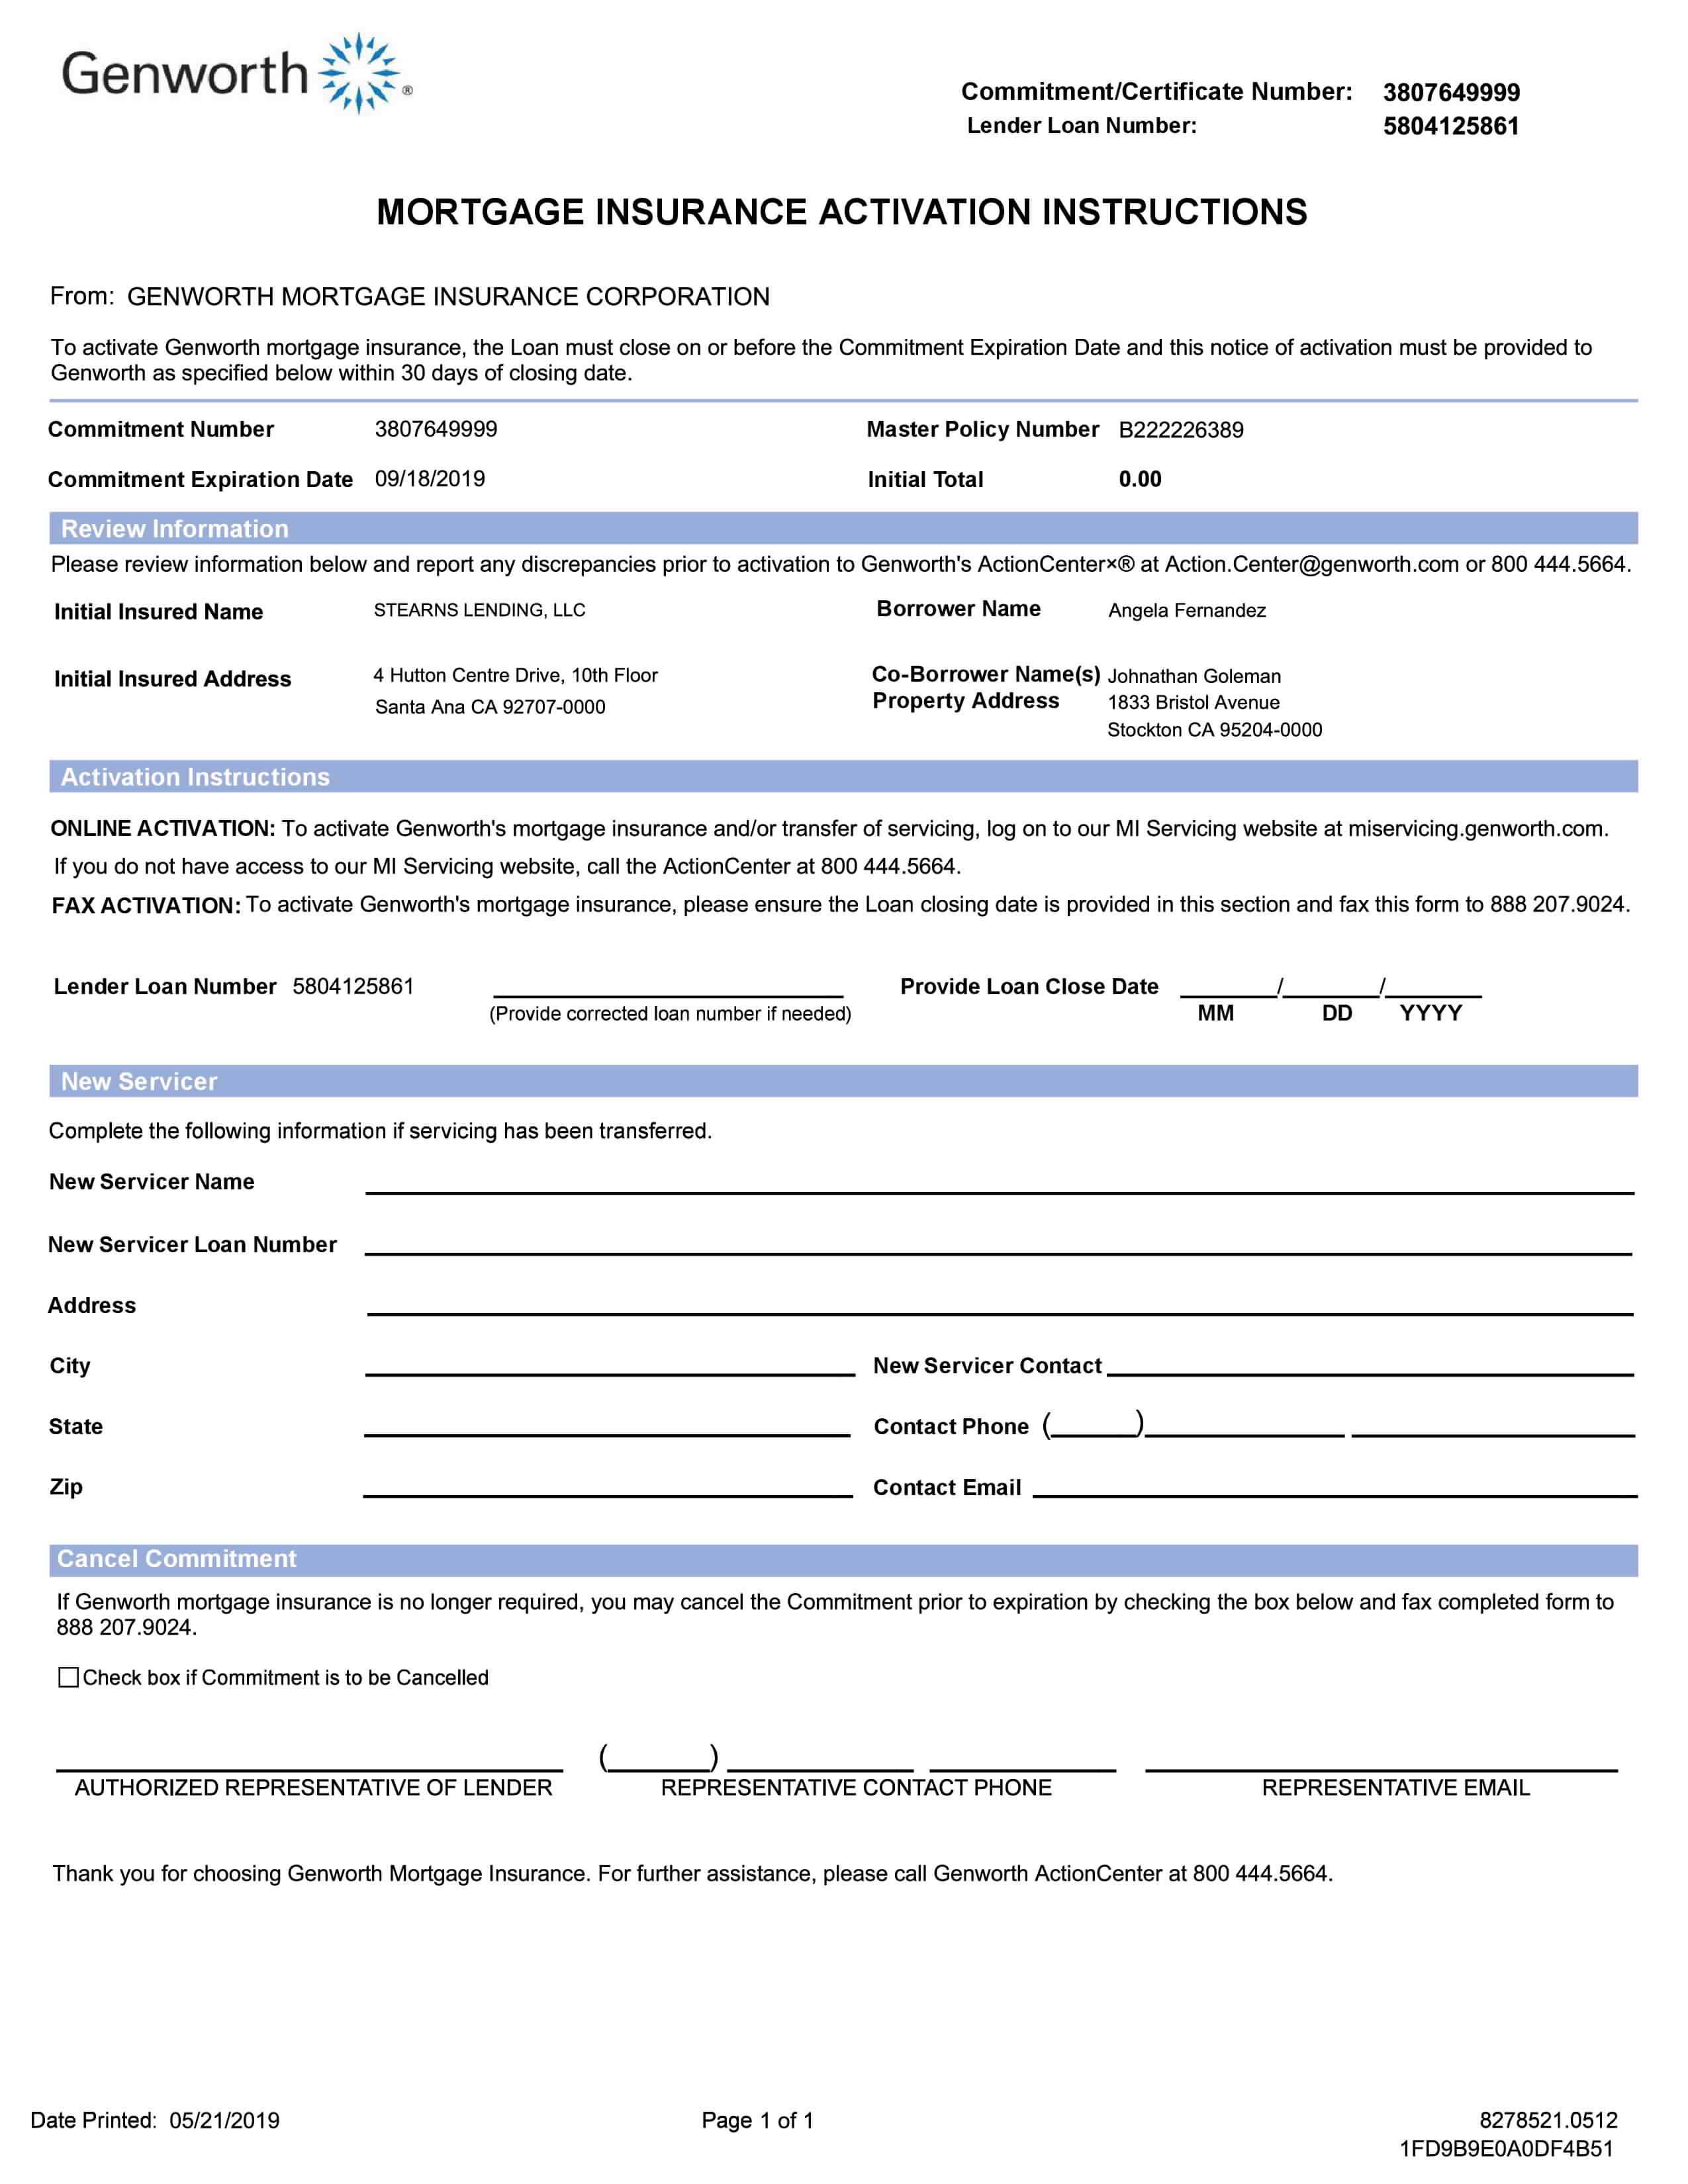 Genworth®
Commitment/Certificate Number: 3807649999
Lender Loan Number: 5804125861
MORTGAGE INSURANCE ACTIVATION INSTRUCTIONS
From: GENWORTH MORTGAGE INSURANCE CORPORATION
To activate Genworth mortgage insurance, the Loan must close on or before the Commitment Expiration Date and this notice of activation must be provided to
Genworth as specified below within 30 days of closing date.
Commitment Number 3807649999 Master Policy Number B222226389
Commitment Expiration Date 09/18/2019 Initial Total 0.00
Review Information
Please review information below and report any discrepancies prior to activation to Genworth's ActionCenter×® at Action.Center@genworth.com or 800 444.5664.
Initial Insured Name STEARNS LENDING, LLC Borrower Name Angela Fernandez
Initial Insured Address 4 Hutton Centre Drive, 10th Floor Co-Borrower Name(s) Johnathan Goleman
Santa Ana CA 92707-0000 Property Address 1833 Bristol Avenue
Stockton CA 95204-0000
Activation Instructions
ONLINE ACTIVATION: To activate Genworth's mortgage insurance and/or transfer of servicing, log on to our MI Servicing website at miservicing.genworth.com.
If you do not have access to our MI Servicing website, call the ActionCenter at 800 444.5664.
FAX ACTIVATION: To activate Genworth's mortgage insurance, please ensure the Loan closing date is provided in this section and fax this form to 888 207.9024.
Lender Loan Number 5804125861 Provide Loan Close Date / /
(Provide corrected loan number if needed) MM DD YYYY
New Servicer
Complete the following information if servicing has been transferred.
New Servicer Name
New Servicer Loan Number
Address
City New Servicer Contact
State Contact Phone ( )
Zip Contact Email
Cancel Commitment
If Genworth mortgage insurance is no longer required, you may cancel the Commitment prior to expiration by checking the box below and fax completed form to
888 207.9024.
Check box if Commitment is to be Cancelled
( )
AUTHORIZED REPRESENTATIVE OF LENDER REPRESENTATIVE CONTACT PHONE REPRESENTATIVE EMAIL
Thank you for choosing Genworth Mortgage Insurance. For further assistance, please call Genworth ActionCenter at 800 444.5664.
Date Printed: 05/21/2019 Page 1 of 1 8278521.0512
1FD9B9E0A0DF4B51